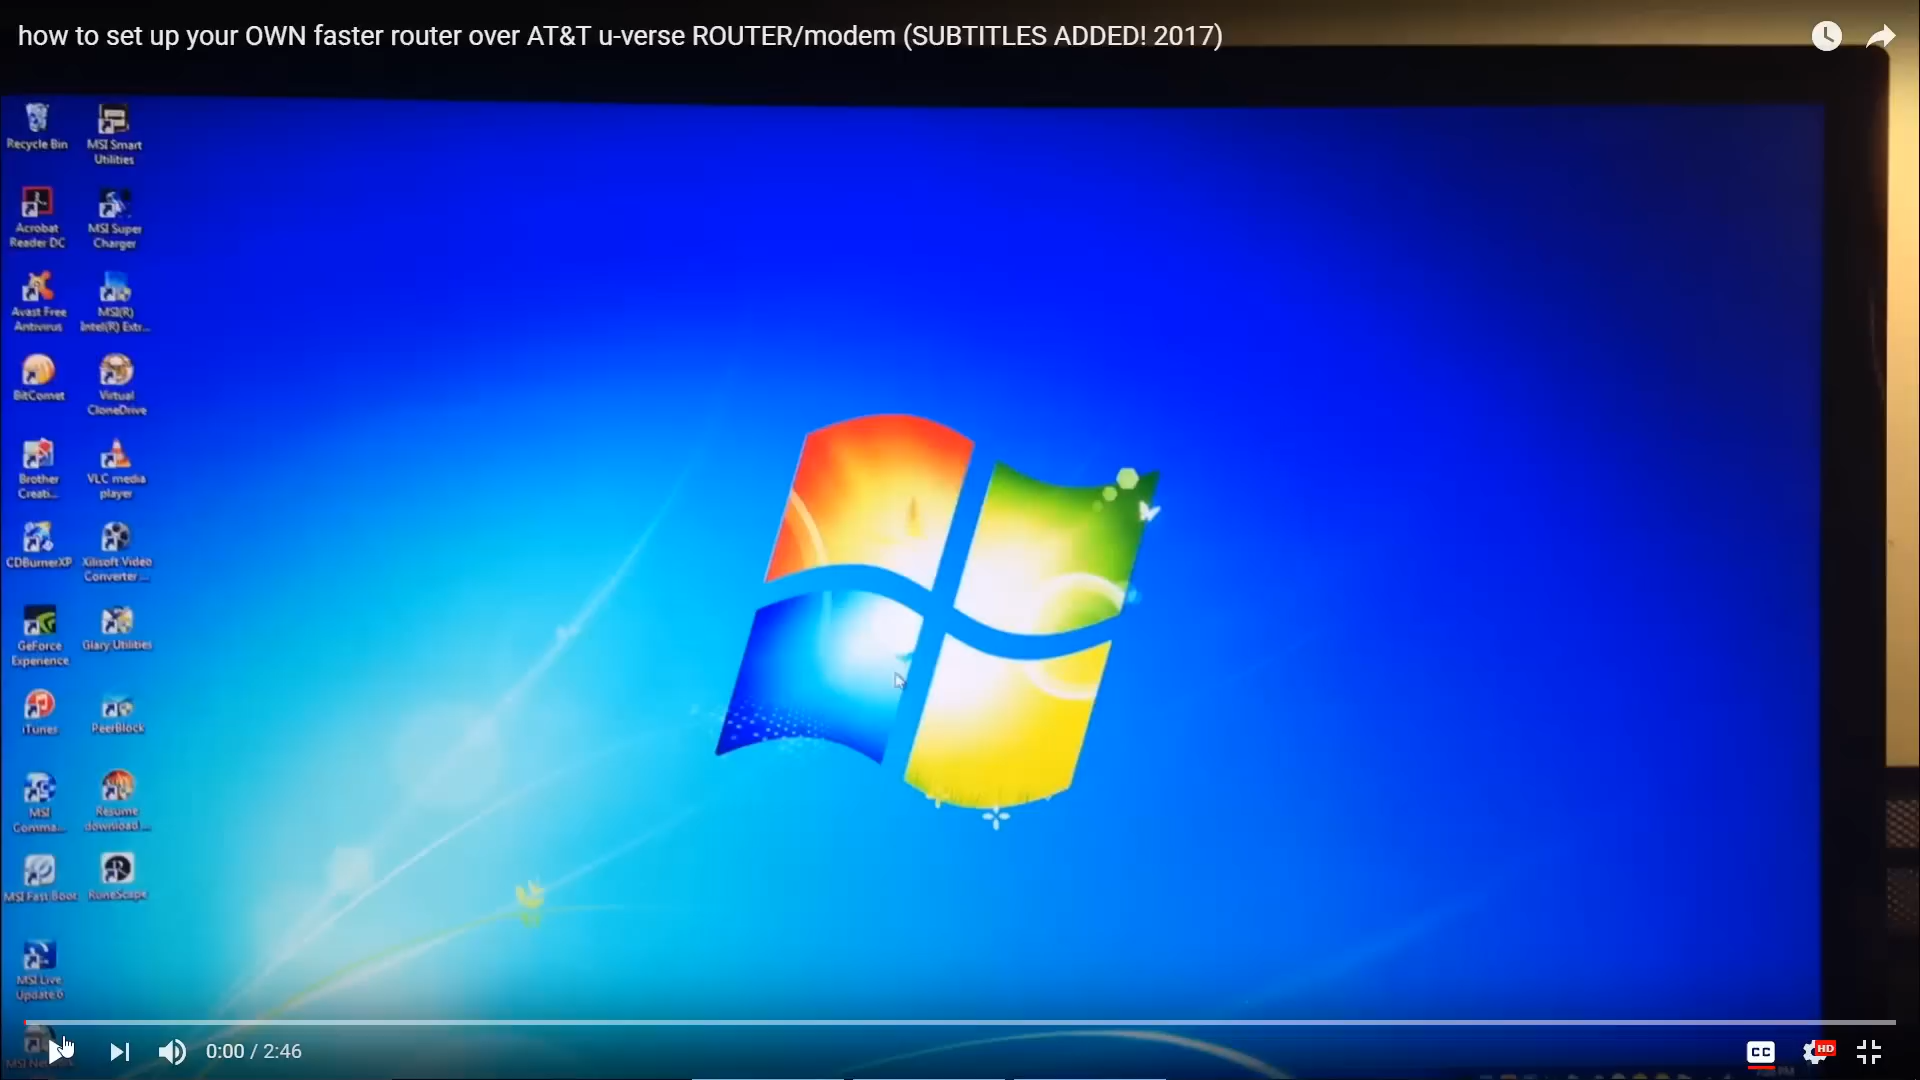 how to set up your OWN faster router over AT&T u-verse ROUTER/modem (SUBTITLES ADDED! 2017)
Recycle Bin
MSI Smart
Utilities
Acrobat
Reader DC
MSI Super
Charger
Avast Free
Antivirus
MSI(R)
Intel(R) Extr...
BitComet
Virtual
CloneDrive
Brother
Creati...
VLC media
player
CDBurnerXP
Xilisoft Video
Converter ...
GeForce
Experience
Glary Utilities
iTunes
PeerBlock
MSI
Comma...
Resume
download ...
MSI Fast Boot
RuneScape
MSI Live
Update 6
0:00 / 2:46
CC
HD